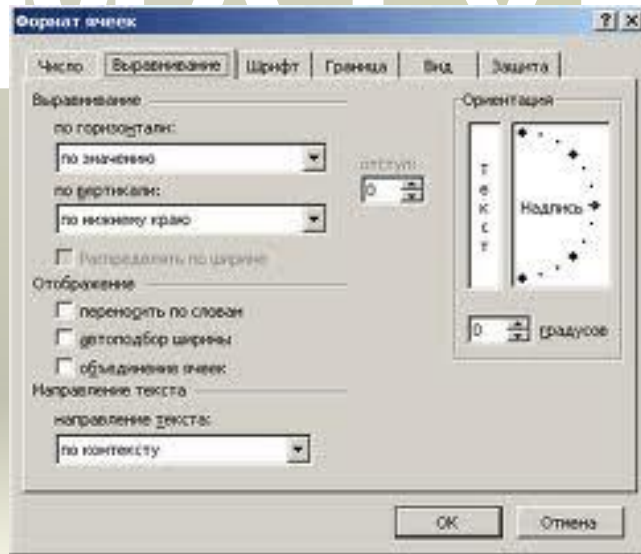 Формат ячеек
Число Выравнивание Шрифт Граница Вид Защита
Выравнивание
по горизонтали:
по значению
отступ:
0
по вертикали:
по нижнему краю
Распределять по ширине
Отображение
переносить по словам
автоподбор ширины
объединение ячеек
Направление текста
направление текста:
по контексту
Ориентация
Текст
Надпись
0 градусов
ОК Отмена